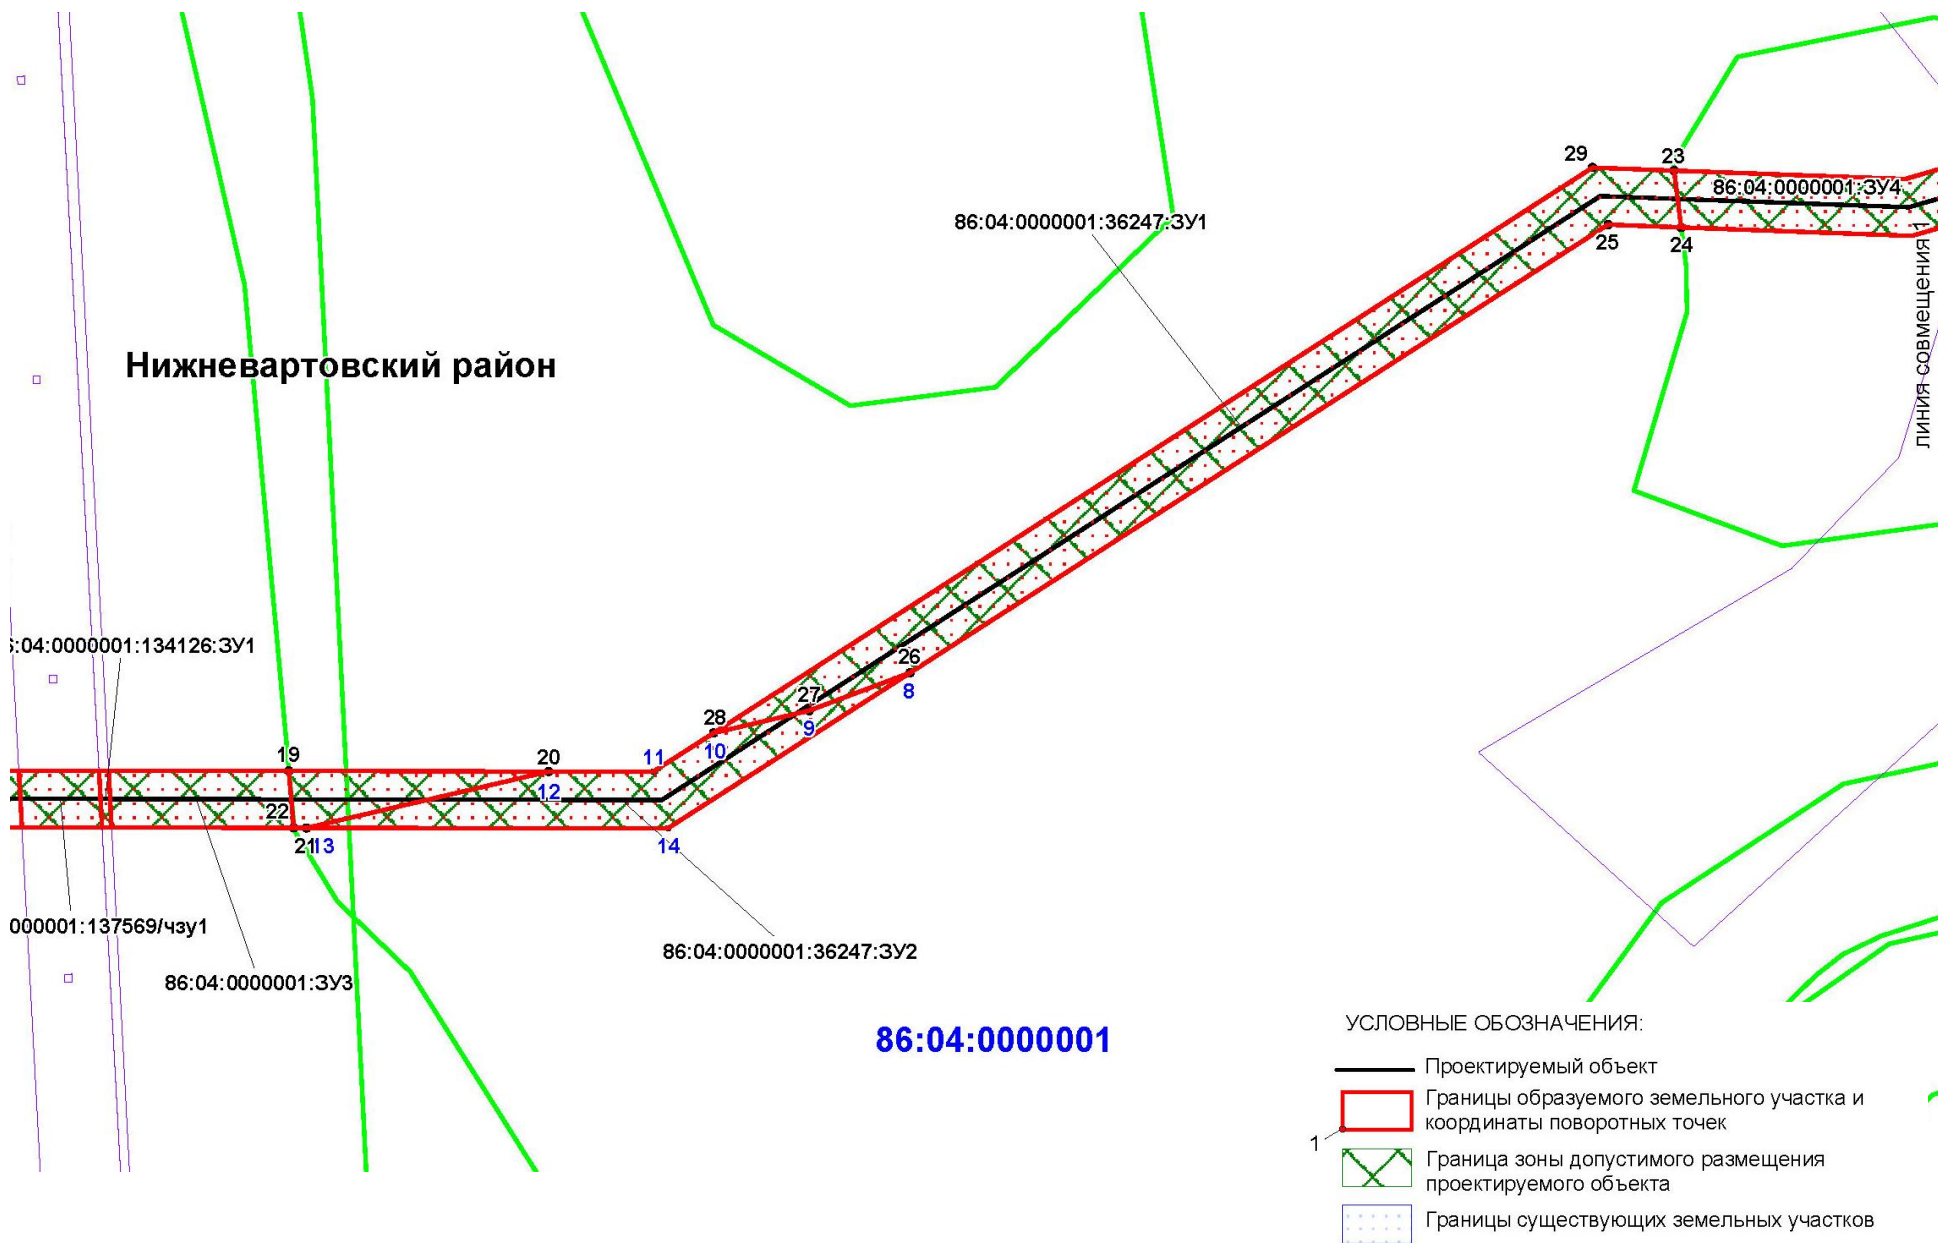 29
23
86:04:0000001:ЗУ4
86:04:0000001:36247:ЗУ1
25
24
линия совмещения 1
Нижневартовский район
:04:0000001:134126:ЗУ1
26
8
27
28
9
10
11
19
20
12
22
21
13
14
000001:137569/чзу1
86:04:0000001:36247:ЗУ2
86:04:0000001:ЗУ3
86:04:0000001
УСЛОВНЫЕ ОБОЗНАЧЕНИЯ:
Проектируемый объект
Границы образуемого земельного участка и
координаты поворотных точек
1
Граница зоны допустимого размещения
проектируемого объекта
Границы существующих земельных участков